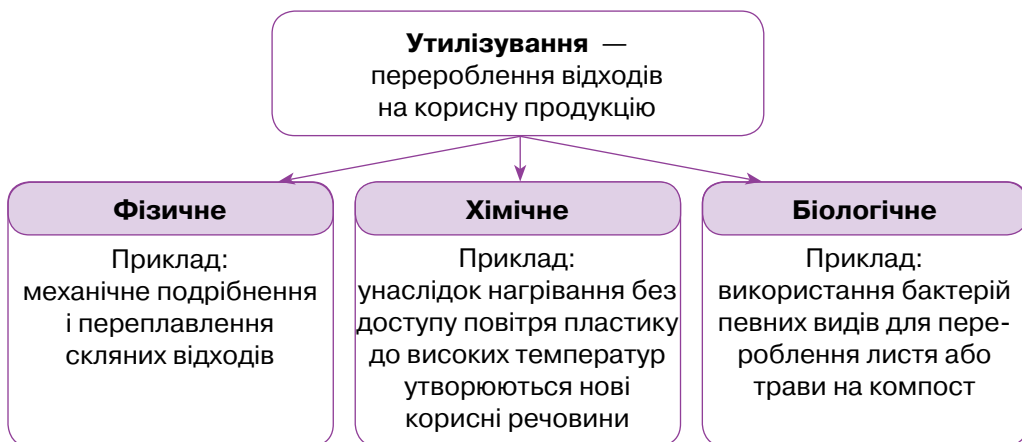 Утилізування —
перероблення відходів
на корисну продукцію
Фізичне
Приклад:
механічне подрібнення
і переплавлення
скляних відходів
Хімічне
Приклад:
унаслідок нагрівання без
доступу повітря пластику
до високих температур
утворюються нові
корисні речовини
Біологічне
Приклад:
використання бактерій
певних видів для пере-
роблення листя або
трави на компост